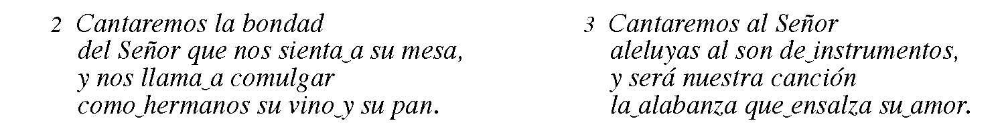 2 Cantaremos la bondad
del Señor que nos sienta‿a su mesa,
y nos llama‿a comulgar
como‿hermanos su vino‿y su pan.
3 Cantaremos al Señor
aleluyas al son de‿instrumentos,
y será nuestra canción
la‿alabanza que‿ensalza su‿amor.